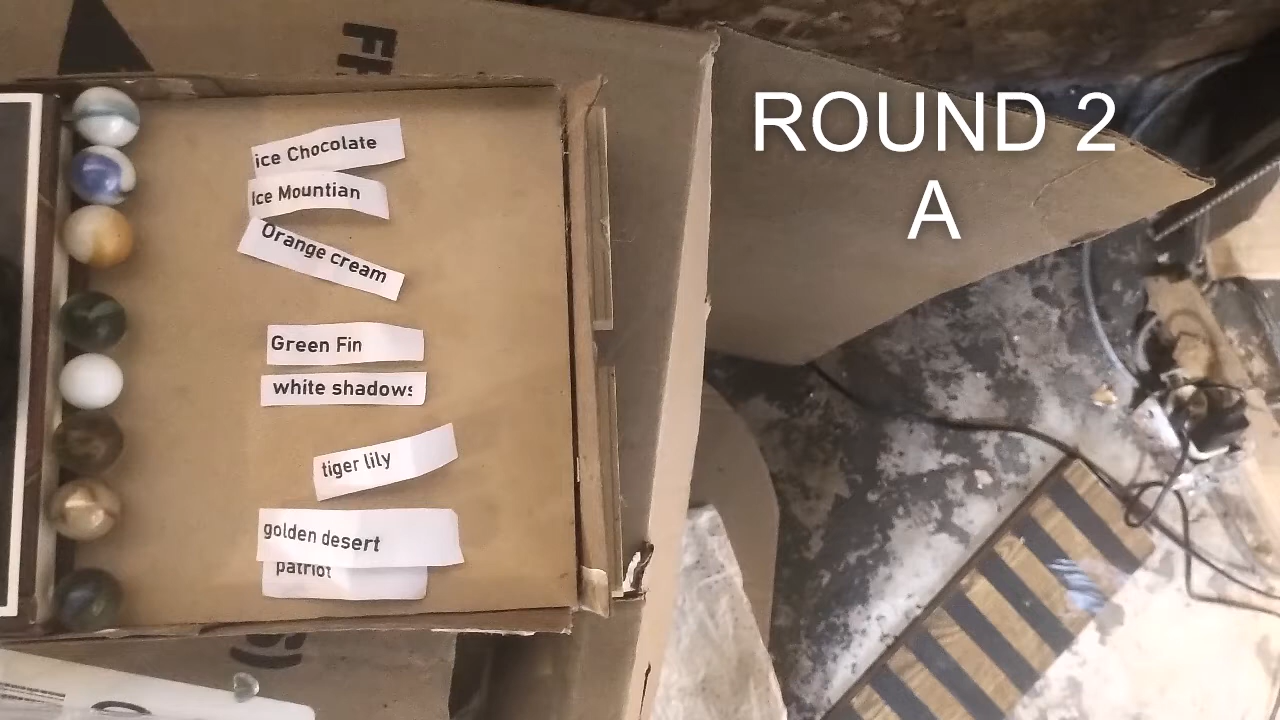 ROUND 2
A
ice Chocolate
Ice Mountian
Orange cream
Green Fin
white shadows
tiger lily
golden desert
patriot